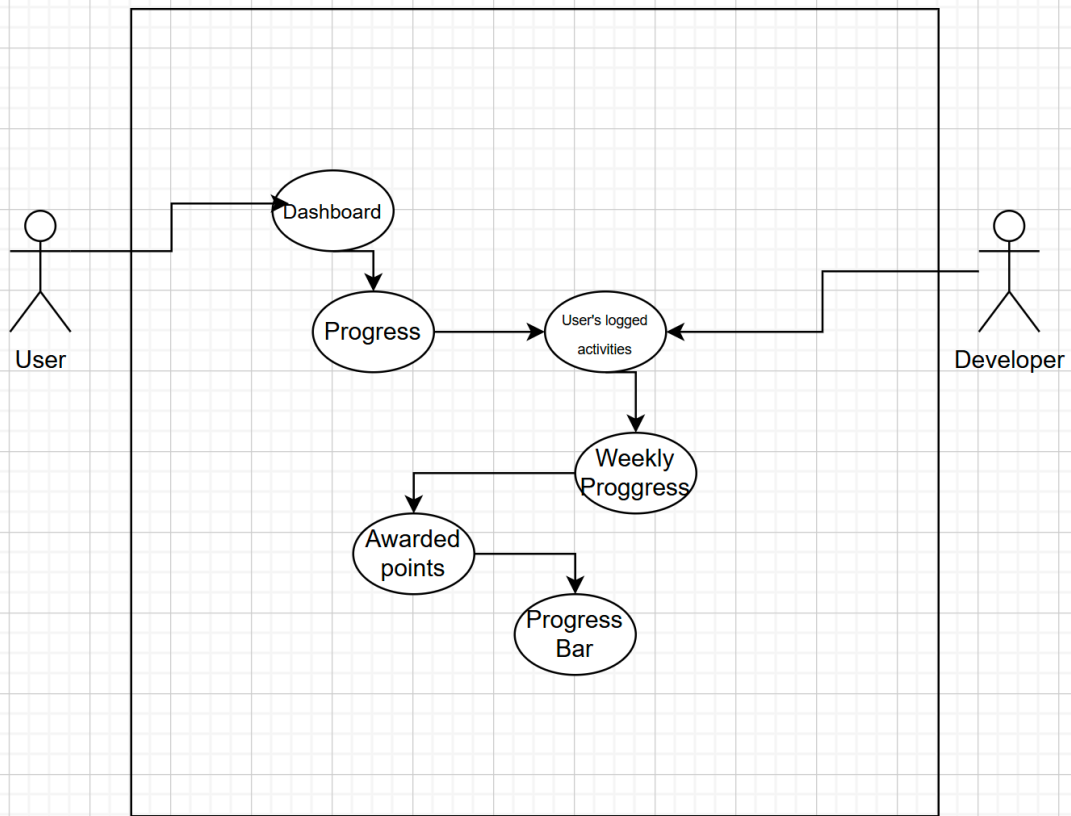 Dashboard
Progress
User's logged
activities
User
Developer
Weekly
Proggress
Awarded
points
Progress
Bar